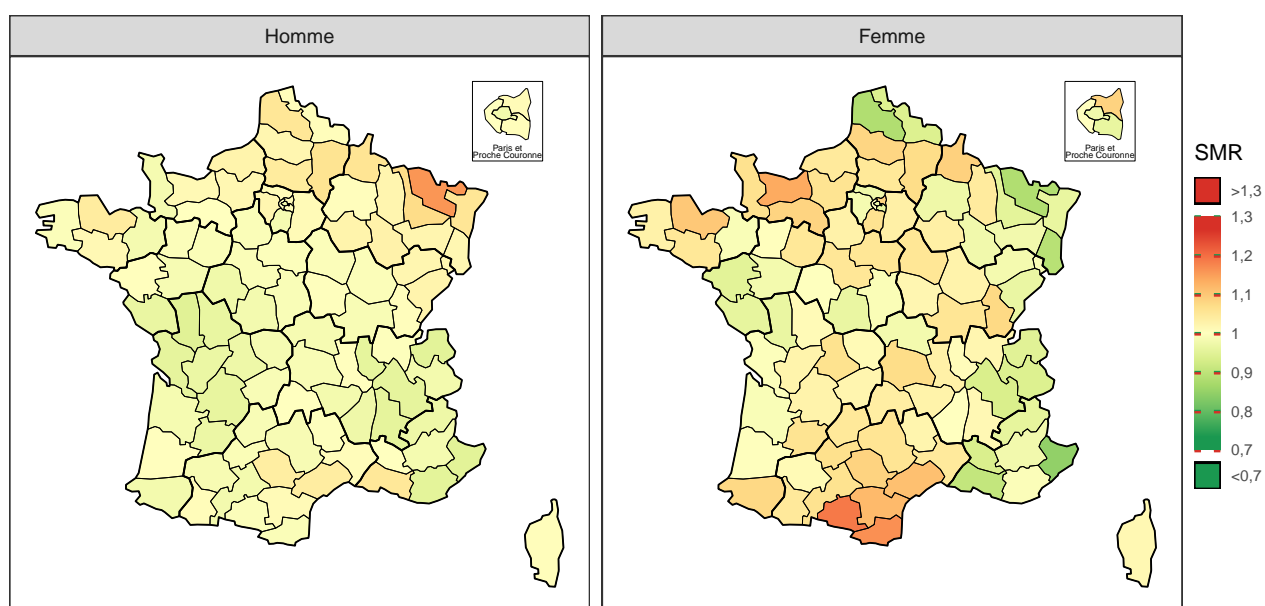 Homme
Femme
Paris et
Proche Couronne
Paris et
Proche Couronne
SMR
>1,3
1,3
1,2
1,1
1
0,9
0,8
0,7
<0,7